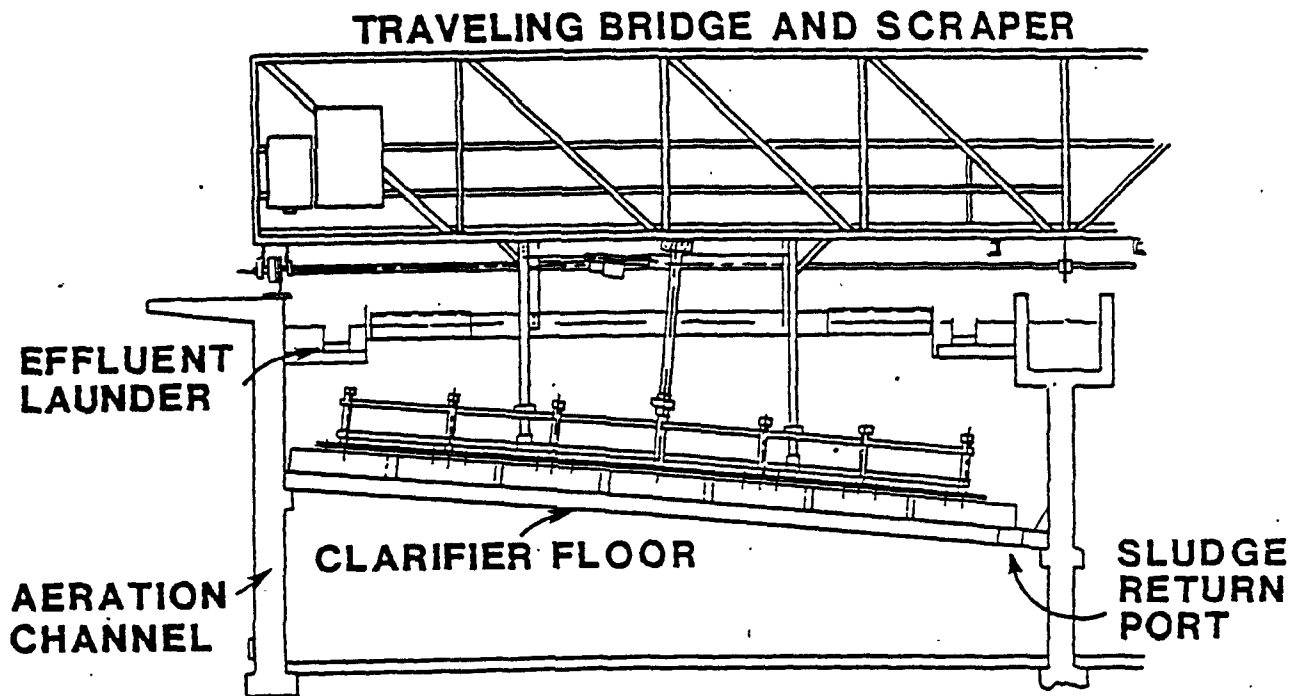 TRAVELING BRIDGE AND SCRAPER
EFFLUENT
LAUNDER
CLARIFIER FLOOR
AERATION
CHANNEL
SLUDGE
RETURN
PORT